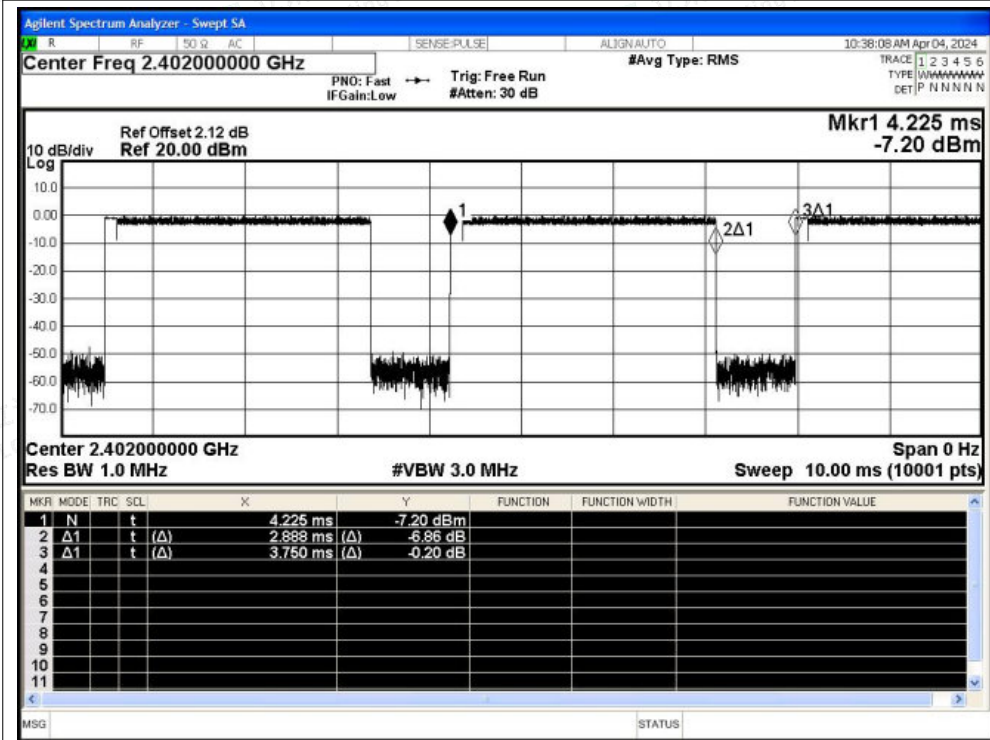 Agilent Spectrum Analyzer - Swept SA
LXI R RF 50 Ω AC SENSE:PULSE ALIGN AUTO 10:38:08 AM Apr 04, 2024
Center Freq 2.402000000 GHz #Avg Type: RMS TRACE 1 2 3 4 5 6
PNO: Fast Trig: Free Run TYPE
IFGain:Low #Atten: 30 dB DET P N N N N N
Mkr1 4.225 ms
Ref Offset 2.12 dB
10 dB/div Ref 20.00 dBm -7.20 dBm
Log
10.0
0.00 1 2Δ1 3Δ1
-10.0
-20.0
-30.0
-40.0
-50.0
-60.0
-70.0
Center 2.402000000 GHz Span 0 Hz
Res BW 1.0 MHz #VBW 3.0 MHz Sweep 10.00 ms (10001 pts)
MKR MODE TRC SCL X Y FUNCTION FUNCTION WIDTH FUNCTION VALUE
1 N t 4.225 ms -7.20 dBm
2 Δ1 t (Δ) 2.888 ms (Δ) -6.86 dB
3 Δ1 t (Δ) 3.750 ms (Δ) -0.20 dB
4
5
6
7
8
9
10
11
MSG STATUS